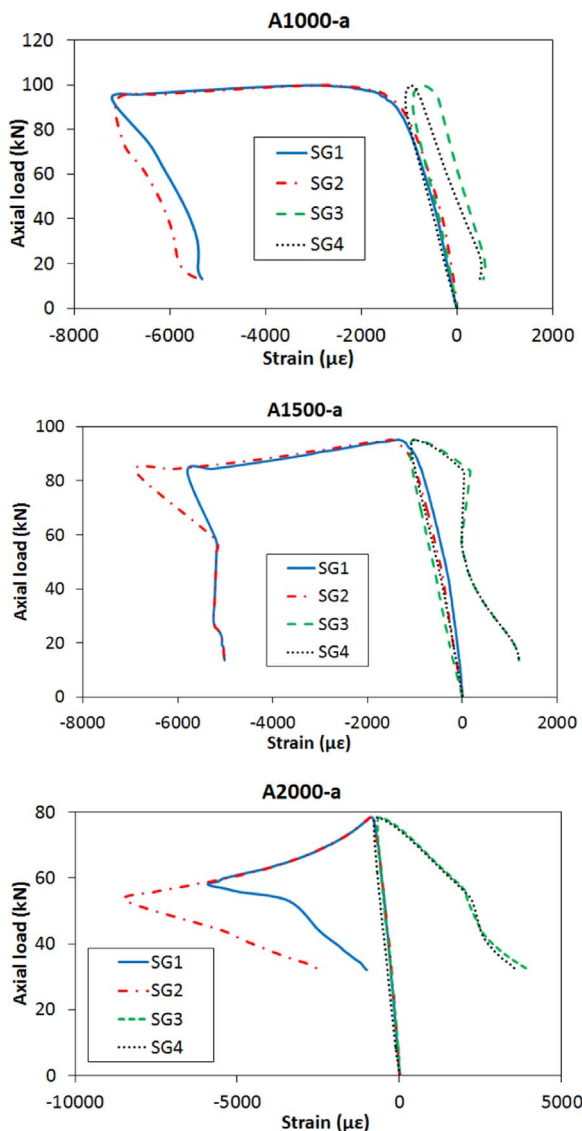 A1000-a
120
100
80
60
40
20
0
Axial load (kN)
SG1
SG2
SG3
SG4
-8000 -6000 -4000 -2000 0 2000
Strain (µε)
A1500-a
100
80
60
40
20
0
Axial load (kN)
SG1
SG2
SG3
SG4
-8000 -6000 -4000 -2000 0 2000
Strain (µε)
A2000-a
80
60
40
20
0
Axial load (kN)
SG1
SG2
SG3
SG4
-10000 -5000 0 5000
Strain (µε)